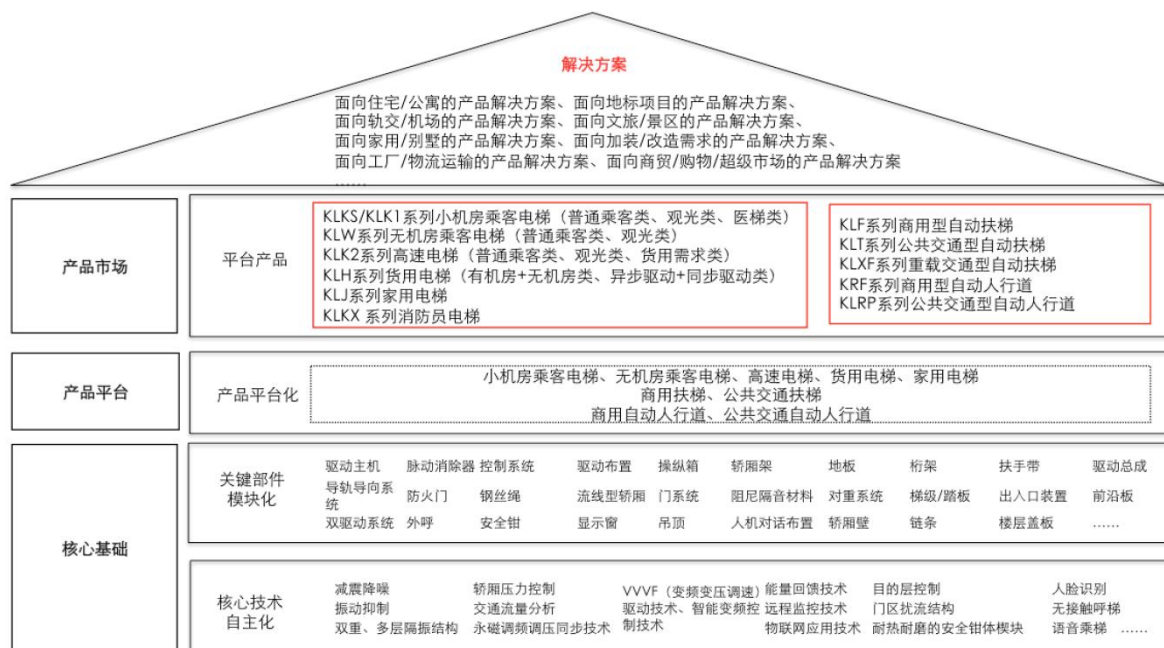 解决方案
面向住宅/公寓的产品解决方案、面向地标项目的产品解决方案、
面向轨交/机场的产品解决方案、面向文旅/景区的产品解决方案、
面向家用/别墅的产品解决方案、面向加装/改造需求的产品解决方案、
面向工厂/物流运输的产品解决方案、面向商贸/购物/超级市场的产品解决方案
……
产品市场
平台产品
KLKS/KLK1系列小机房乘客电梯（普通乘客类、观光类、医梯类）
KLW系列无机房乘客电梯（普通乘客类、观光类）
KLK2系列高速电梯（普通乘客类、观光类、货用需求类）
KLH系列货用电梯（有机房+无机房类、异步驱动+同步驱动类）
KLJ系列家用电梯
KLKX 系列消防员电梯
KLF系列商用型自动扶梯
KLT系列公共交通型自动扶梯
KLXF系列重载交通型自动扶梯
KRF系列商用型自动人行道
KLRP系列公共交通型自动人行道
产品平台
产品平台化
小机房乘客电梯、无机房乘客电梯、高速电梯、货用电梯、家用电梯
商用扶梯、公共交通扶梯
商用自动人行道、公共交通自动人行道
核心基础
关键部件
模块化
驱动主机 脉动消除器 控制系统 驱动布置 操纵箱 轿厢架 地板 桁架 扶手带 驱动总成
导轨导向系
统 防火门 钢丝绳 流线型轿厢 门系统 阻尼隔音材料 对重系统 梯级/踏板 出入口装置 前沿板
双驱动系统 外呼 安全钳 显示窗 吊顶 人机对话布置 轿厢壁 链条 楼层盖板 ……
核心技术
自主化
减震降噪 轿厢压力控制 VVVF（变频变压调速） 能量回馈技术 目的层控制 人脸识别
振动抑制 交通流量分析 驱动技术、智能变频控 远程监控技术 门区扰流结构 无接触呼梯
双重、多层隔振结构 永磁调频调压同步技术 制技术 物联网应用技术 耐热耐磨的安全钳体楔块 语音乘梯 ……